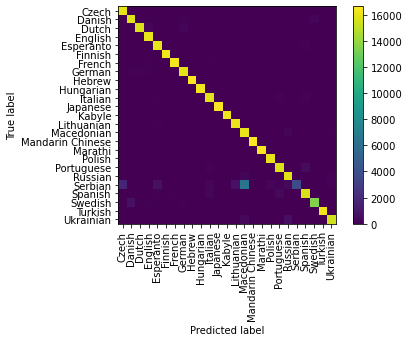 True label
Czech
Danish
Dutch
English
Esperanto
Finnish
French
German
Hebrew
Hungarian
Italian
Japanese
Kabyle
Lithuanian
Macedonian
Mandarin Chinese
Marathi
Polish
Portuguese
Russian
Serbian
Spanish
Swedish
Turkish
Ukrainian
Czech
Danish
Dutch
English
Esperanto
Finnish
French
German
Hebrew
Hungarian
Italian
Japanese
Kabyle
Lithuanian
Macedonian
Mandarin Chinese
Marathi
Polish
Portuguese
Russian
Serbian
Spanish
Swedish
Turkish
Ukrainian
Predicted label
16000
14000
12000
10000
8000
6000
4000
2000
0